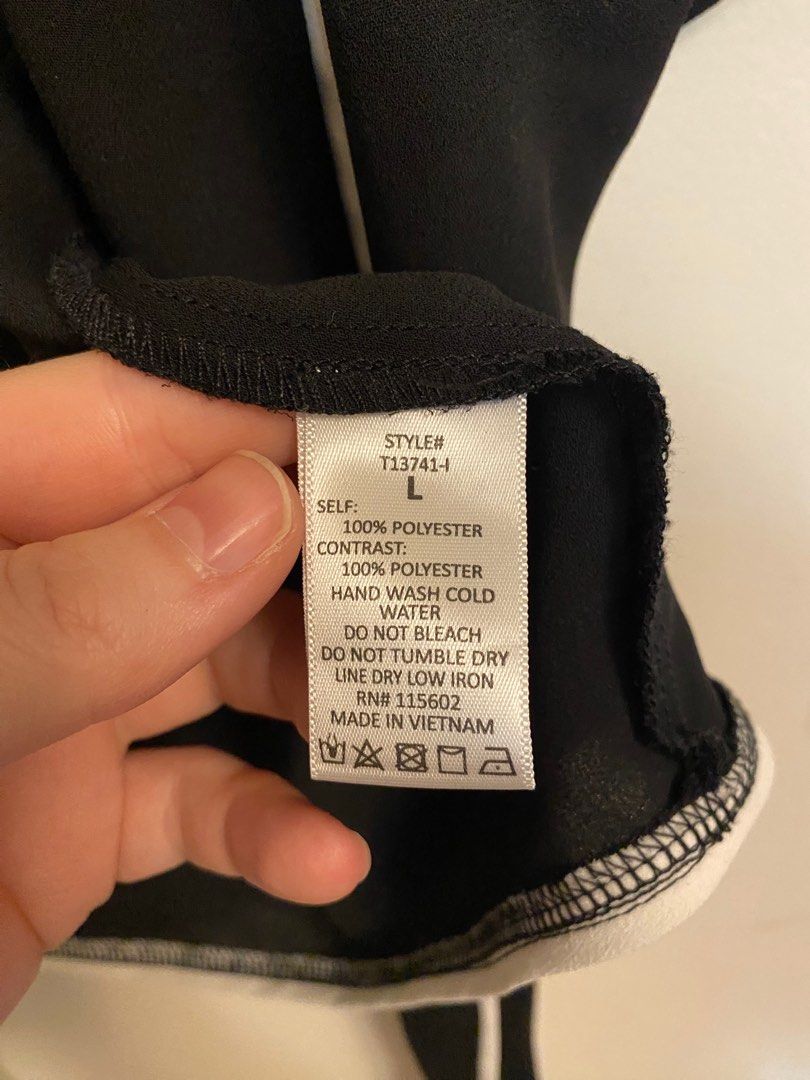 STYLE#
T13741-I
L
SELF:
100% POLYESTER
CONTRAST:
100% POLYESTER
HAND WASH COLD
WATER
DO NOT BLEACH
DO NOT TUMBLE DRY
LINE DRY LOW IRON
RN# 115602
MADE IN VIETNAM